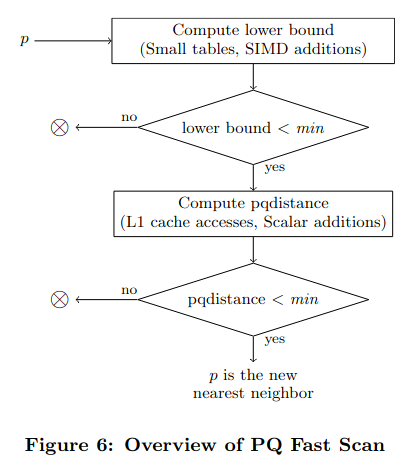 Compute lower bound
p
(Small tables, SIMD additions)
no
lower bound < min
yes
Compute pqdistance
(L1 cache accesses, Scalar additions)
no
pqdistance < min
yes
p is the new
nearest neighbor
Figure 6: Overview of PQ Fast Scan